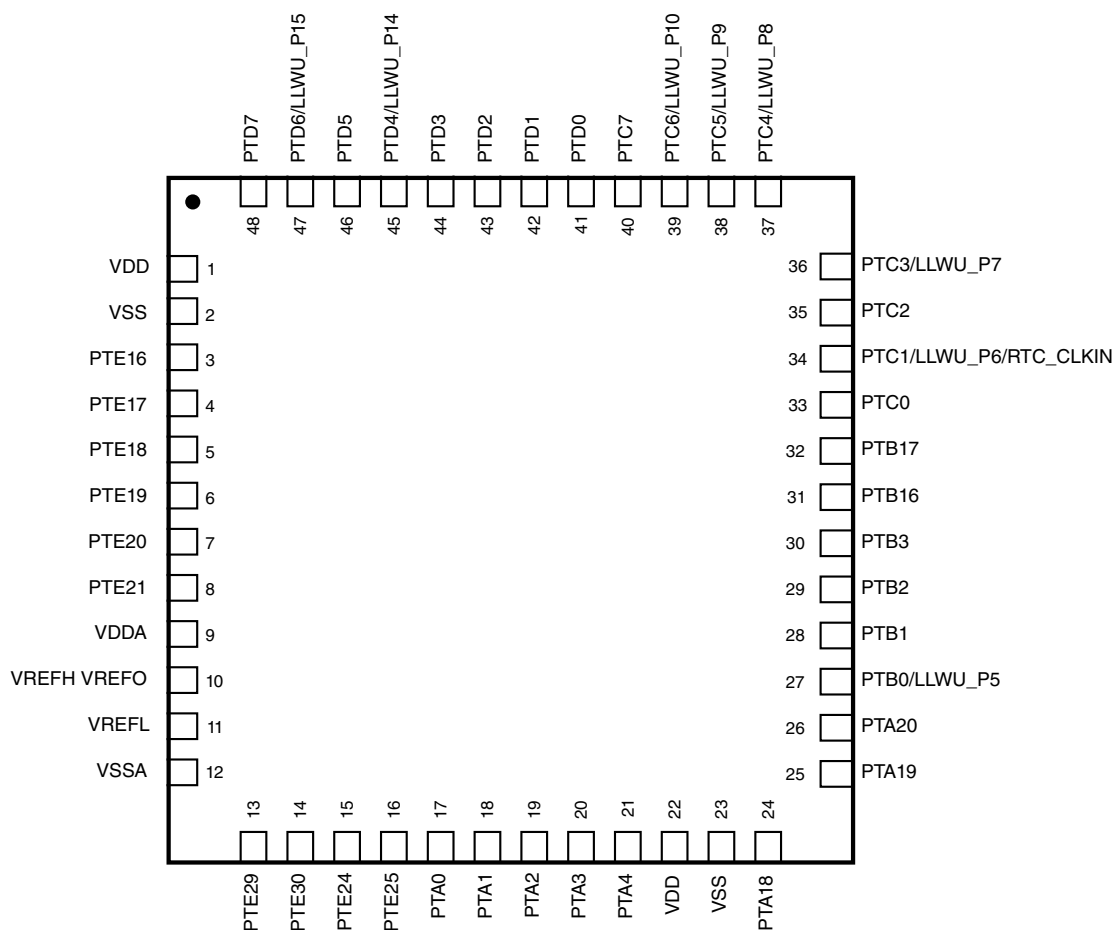 PTD7
PTD6/LLWU_P15
PTD5
PTD4/LLWU_P14
PTD3
PTD2
PTD1
PTD0
PTC7
PTC6/LLWU_P10
PTC5/LLWU_P9
PTC4/LLWU_P8
48
47
46
45
44
43
42
41
40
39
38
37
VDD 1
VSS 2
PTE16 3
PTE17 4
PTE18 5
PTE19 6
PTE20 7
PTE21 8
VDDA 9
VREFH VREFO 10
VREFL 11
VSSA 12
36 PTC3/LLWU_P7
35 PTC2
34 PTC1/LLWU_P6/RTC_CLKIN
33 PTC0
32 PTB17
31 PTB16
30 PTB3
29 PTB2
28 PTB1
27 PTB0/LLWU_P5
26 PTA20
25 PTA19
13
14
15
16
17
18
19
20
21
22
23
24
PTE29
PTE30
PTE24
PTE25
PTA0
PTA1
PTA2
PTA3
PTA4
VDD
VSS
PTA18